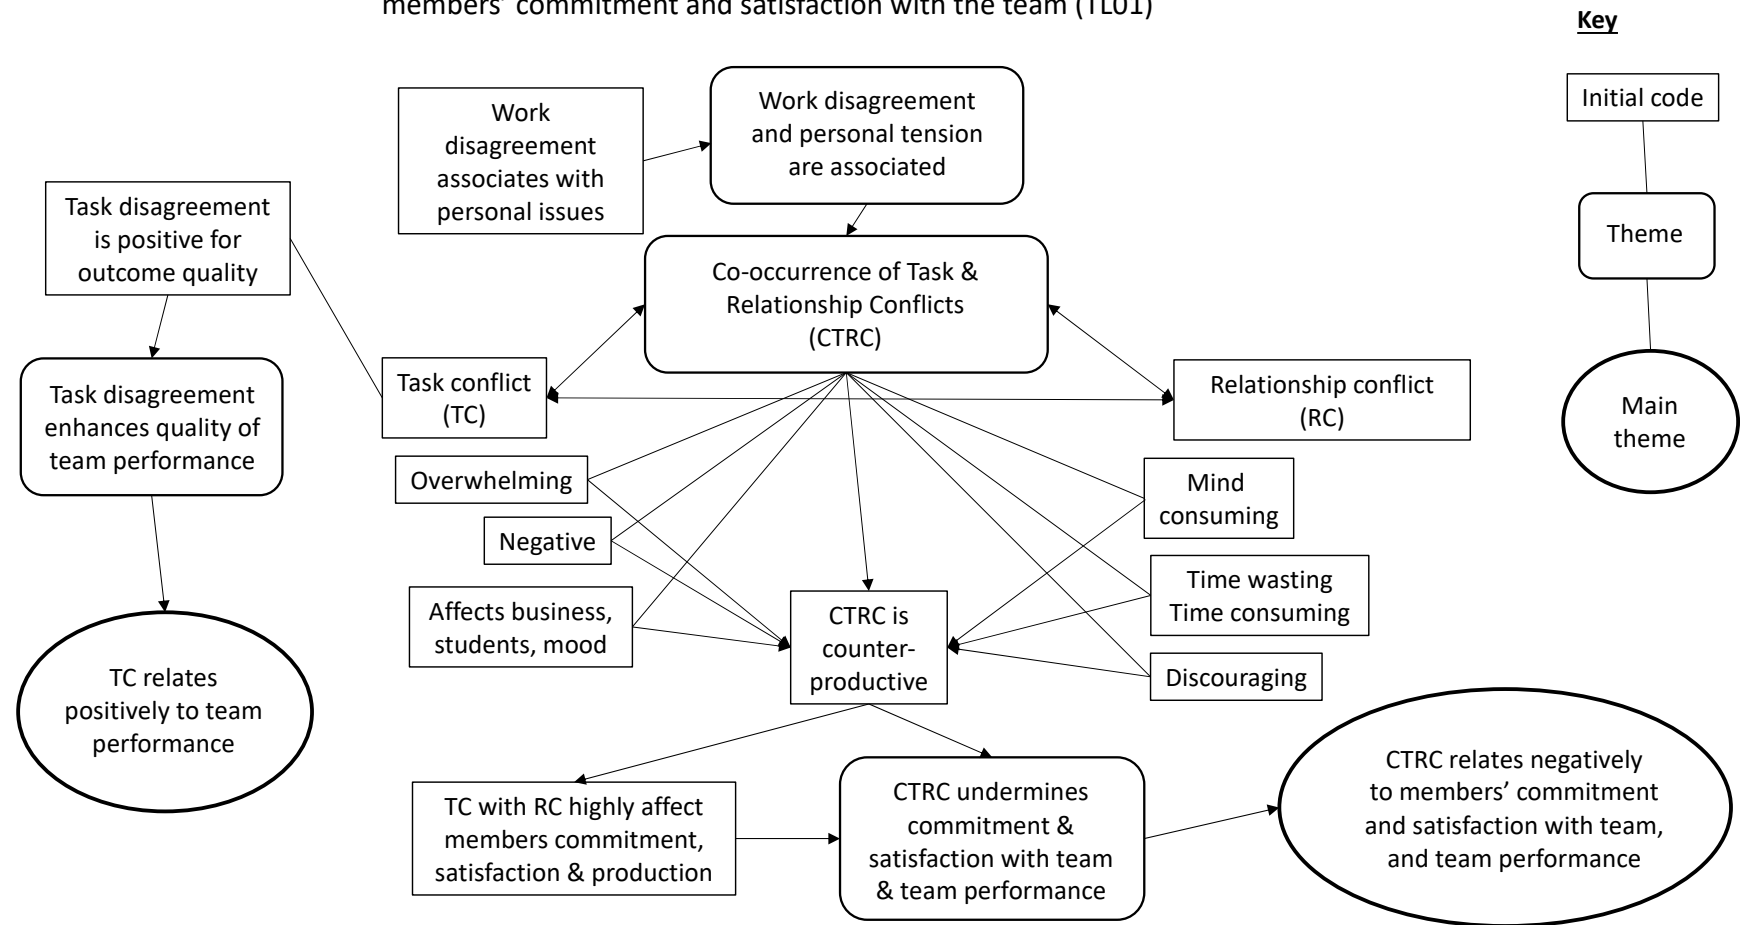 members’ commitment and satisfaction with the team (TL01)
Key
Initial code
Theme
Main
theme
Work
disagreement
associates with
personal issues
Work disagreement
and personal tension
are associated
Task disagreement
is positive for
outcome quality
Co-occurrence of Task &
Relationship Conflicts
(CTRC)
Task disagreement
enhances quality of
team performance
Task conflict
(TC)
Relationship conflict
(RC)
Overwhelming
Negative
Affects business,
students, mood
Mind
consuming
Time wasting
Time consuming
Discouraging
CTRC is
counter-
productive
TC relates
positively to team
performance
TC with RC highly affect
members commitment,
satisfaction & production
CTRC undermines
commitment &
satisfaction with team
& team performance
CTRC relates negatively
to members’ commitment
and satisfaction with team,
and team performance